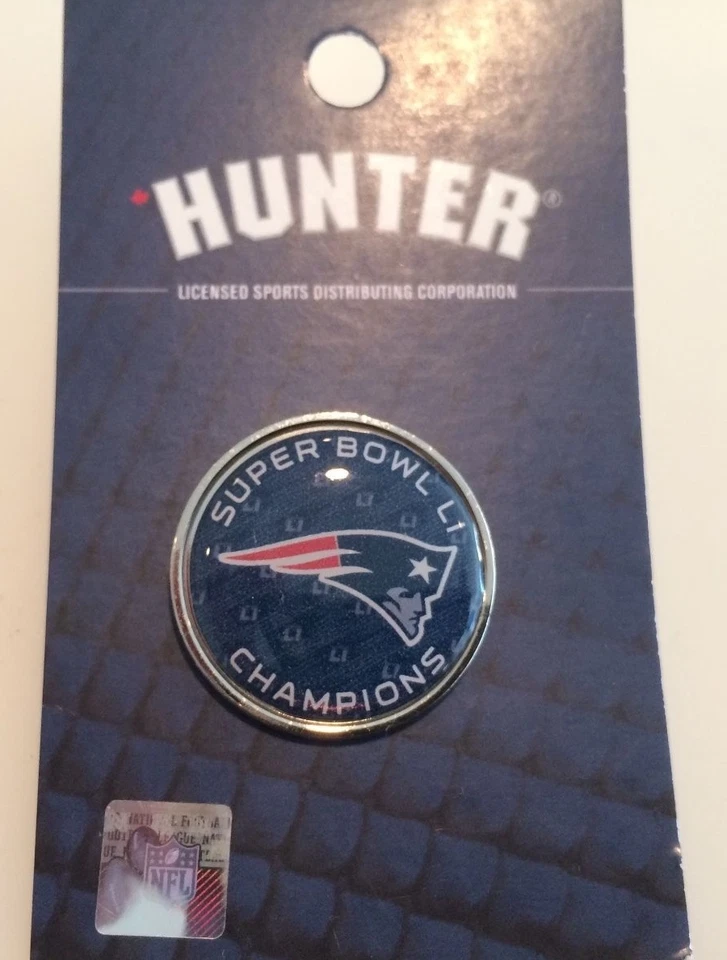 HUNTER®
LICENSED SPORTS DISTRIBUTING CORPORATION
SUPER BOWL LI
CHAMPIONS
NFL